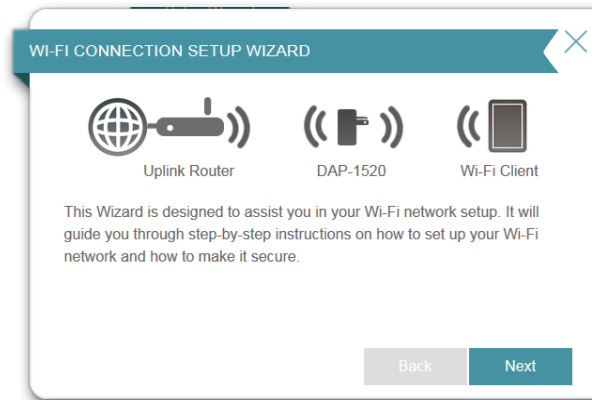 WI-FI CONNECTION SETUP WIZARD
Uplink Router
DAP-1520
Wi-Fi Client
This Wizard is designed to assist you in your Wi-Fi network setup. It will
guide you through step-by-step instructions on how to set up your Wi-Fi
network and how to make it secure.
Back
Next